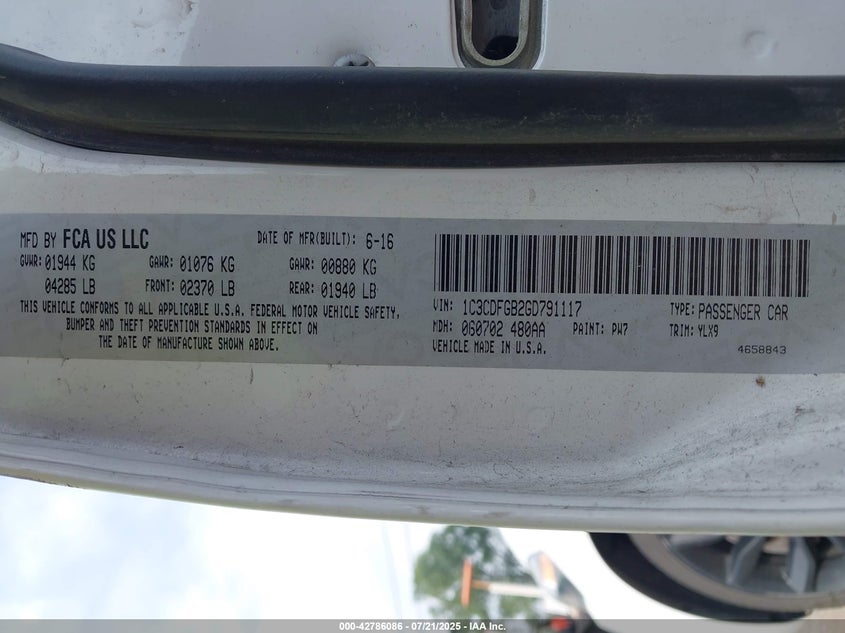 MFD BY FCA US LLC DATE OF MFR(BUILT): 6-16
GVWR: 01944 KG GAWR: 01076 KG GAWR: 00880 KG
04285 LB FRONT: 02370 LB REAR: 01940 LB
THIS VEHICLE CONFORMS TO ALL APPLICABLE U.S.A. FEDERAL MOTOR VEHICLE SAFETY,
BUMPER AND THEFT PREVENTION STANDARDS IN EFFECT ON
THE DATE OF MANUFACTURE SHOWN ABOVE.
VIN: 1C3CDFGB2GD791117 TYPE: PASSENGER CAR
MDH: 060702 480AA PAINT: PW7 TRIM: YLX9
VEHICLE MADE IN U.S.A. 4658843
000-42786086 - 07/21/2025 - IAAI.com